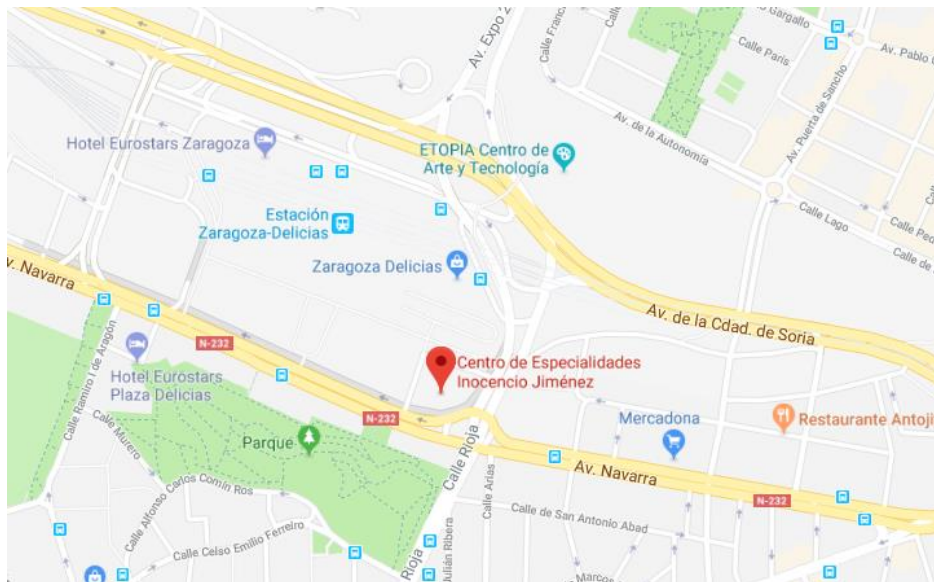 Av. Expo 2
Calle Franc
Gargallo
Calle París
Av. Pablo
Av. Puerta de Sancho
Av. de la Autonomía
Hotel Eurostars Zaragoza
ETOPIA Centro de
Arte y Tecnología
Estación
Zaragoza-Delicias
Zaragoza Delicias
Calle Lago
Calle Ped
Calle de
v. Navarra
Av. de la Cdad. de Soria
N-232
Calle Ramiro I de Aragón
Hotel Eurostars
Plaza Delicias
Centro de Especialidades
Inocencio Jiménez
N-232
Mercadona
Restaurante Antoji
Calle Murero
Parque
Calle Rioja
Av. Navarra
Calle Arias
N-232
Calle Alfonso Carlos Comín Ros
Calle de San Antonio Abad
Calle Celso Emilio Ferreiro
Julián Ribera
Rioja
Marcos